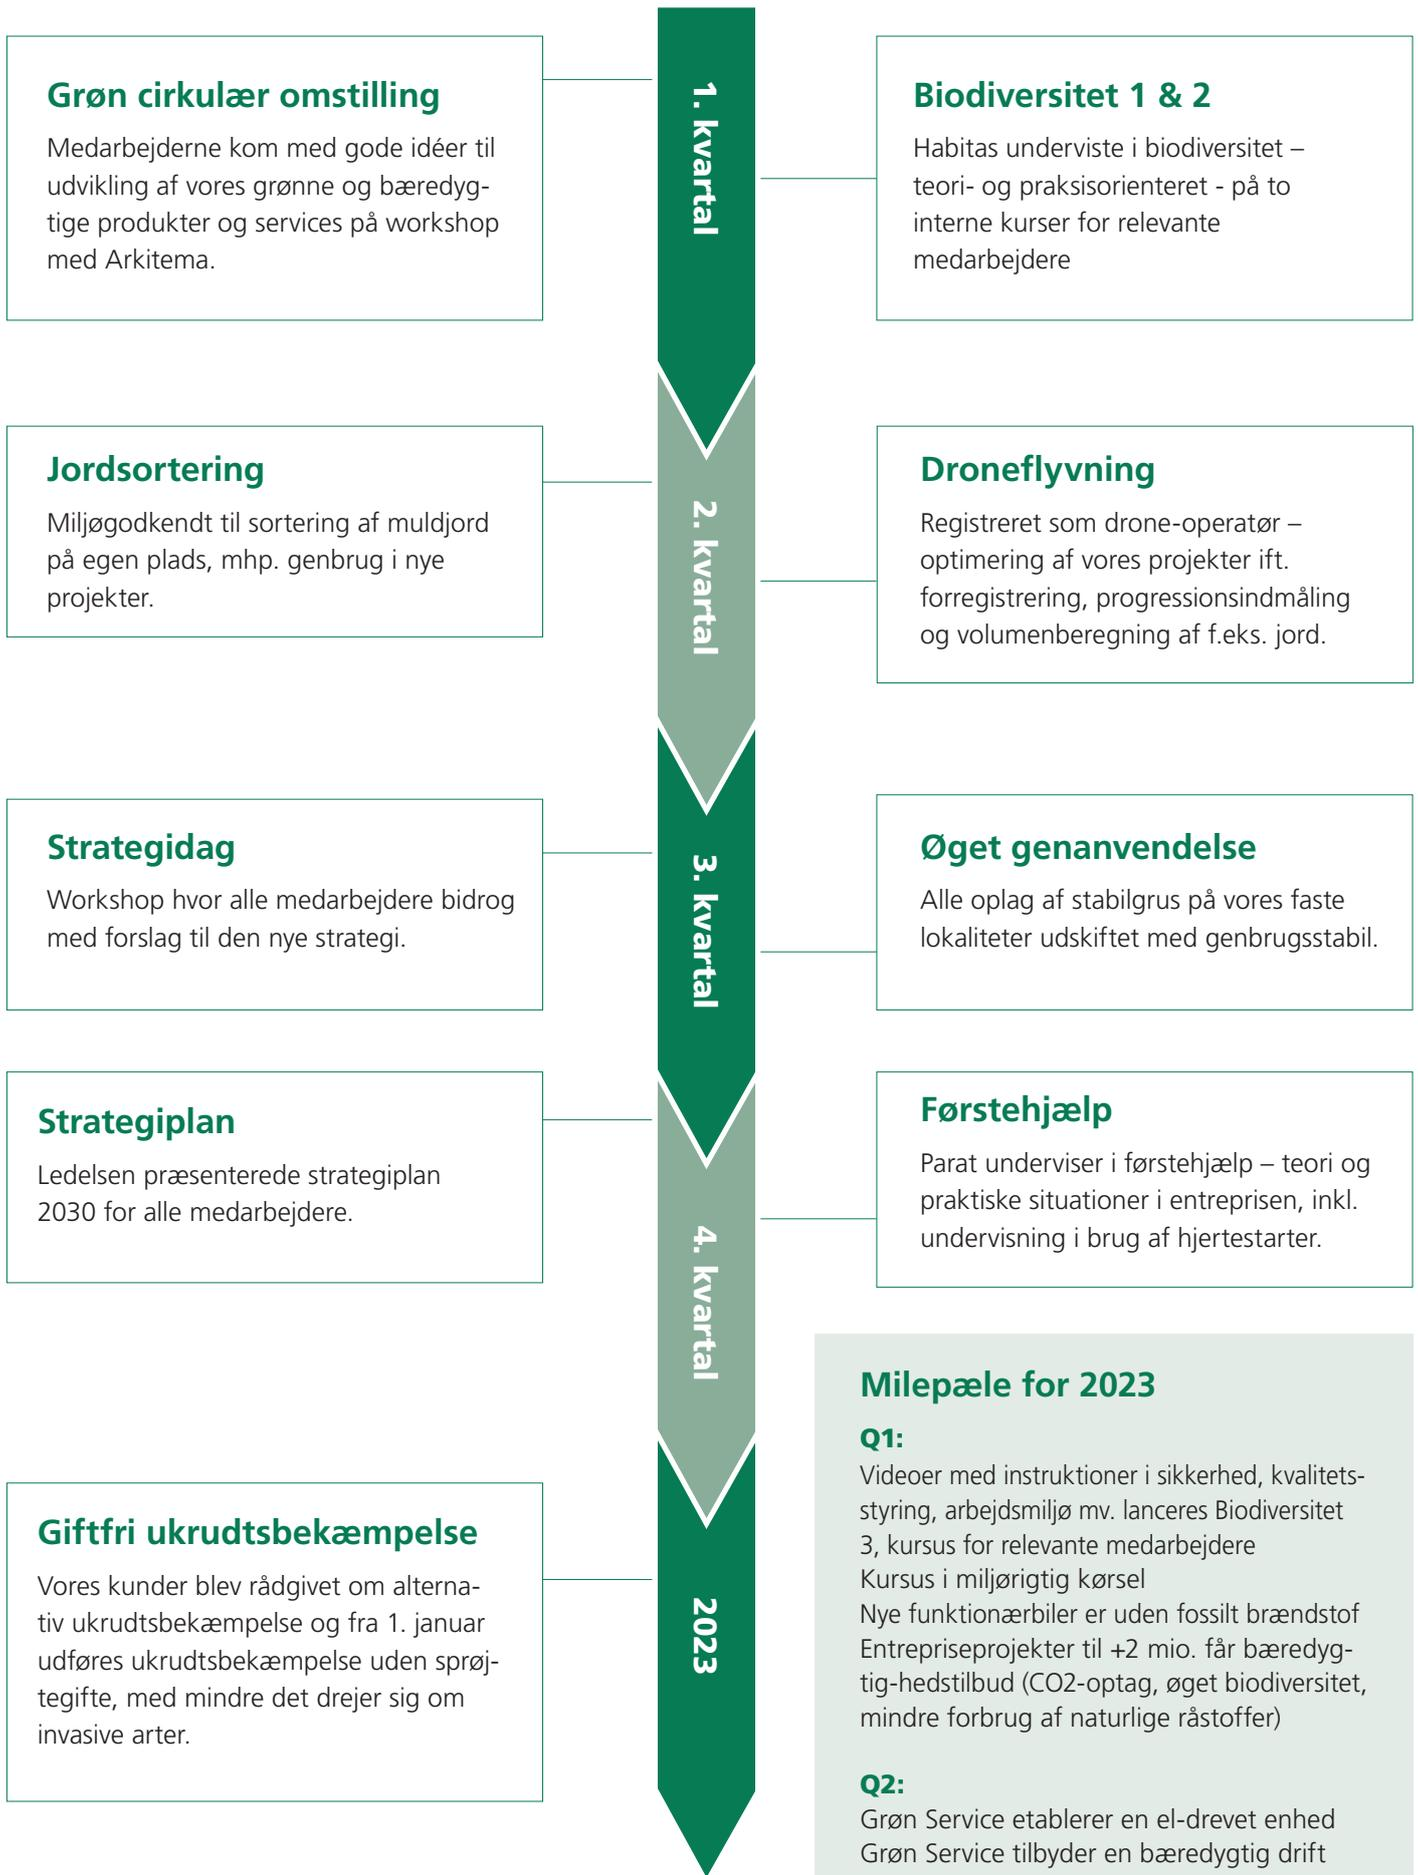 1. kvartal
Grøn cirkulær omstilling
Medarbejderne kom med gode idéer til
udvikling af vores grønne og bæredyg-
tige produkter og services på workshop
med Arkitema.
Biodiversitet 1 & 2
Habitas underviste i biodiversitet –
teori- og praksisorienteret - på to
interne kurser for relevante
medarbejdere
2. kvartal
Jordsortering
Miljøgodkendt til sortering af muldjord
på egen plads, mhp. genbrug i nye
projekter.
Droneflyvning
Registreret som drone-operatør –
optimering af vores projekter ift.
forregistrering, progressionsindmåling
og volumenberegning af f.eks. jord.
3. kvartal
Strategidag
Workshop hvor alle medarbejdere bidrog
med forslag til den nye strategi.
Øget genanvendelse
Alle oplag af stabilgrus på vores faste
lokaliteter udskiftet med genbrugsstabil.
4. kvartal
Strategiplan
Ledelsen præsenterede strategiplan
2030 for alle medarbejdere.
Førstehjælp
Parat underviser i førstehjælp – teori og
praktiske situationer i entreprisen, inkl.
undervisning i brug af hjertestarter.
2023
Giftfri ukrudtsbekæmpelse
Vores kunder blev rådgivet om alterna-
tiv ukrudtsbekæmpelse og fra 1. januar
udføres ukrudtsbekæmpelse uden sprøj-
tegifte, med mindre det drejer sig om
invasive arter.
Milepæle for 2023
Q1:
Videoer med instruktioner i sikkerhed, kvalitets-
styring, arbejdsmiljø mv. lanceres Biodiversitet
3, kursus for relevante medarbejdere
Kursus i miljørigtig kørsel
Nye funktionærbiler er uden fossilt brændstof
Entrepriseprojekter til +2 mio. får bæredyg-
tig-hedstilbud (CO2-optag, øget biodiversitet,
mindre forbrug af naturlige råstoffer)
Q2:
Grøn Service etablerer en el-drevet enhed
Grøn Service tilbyder en bæredygtig drift